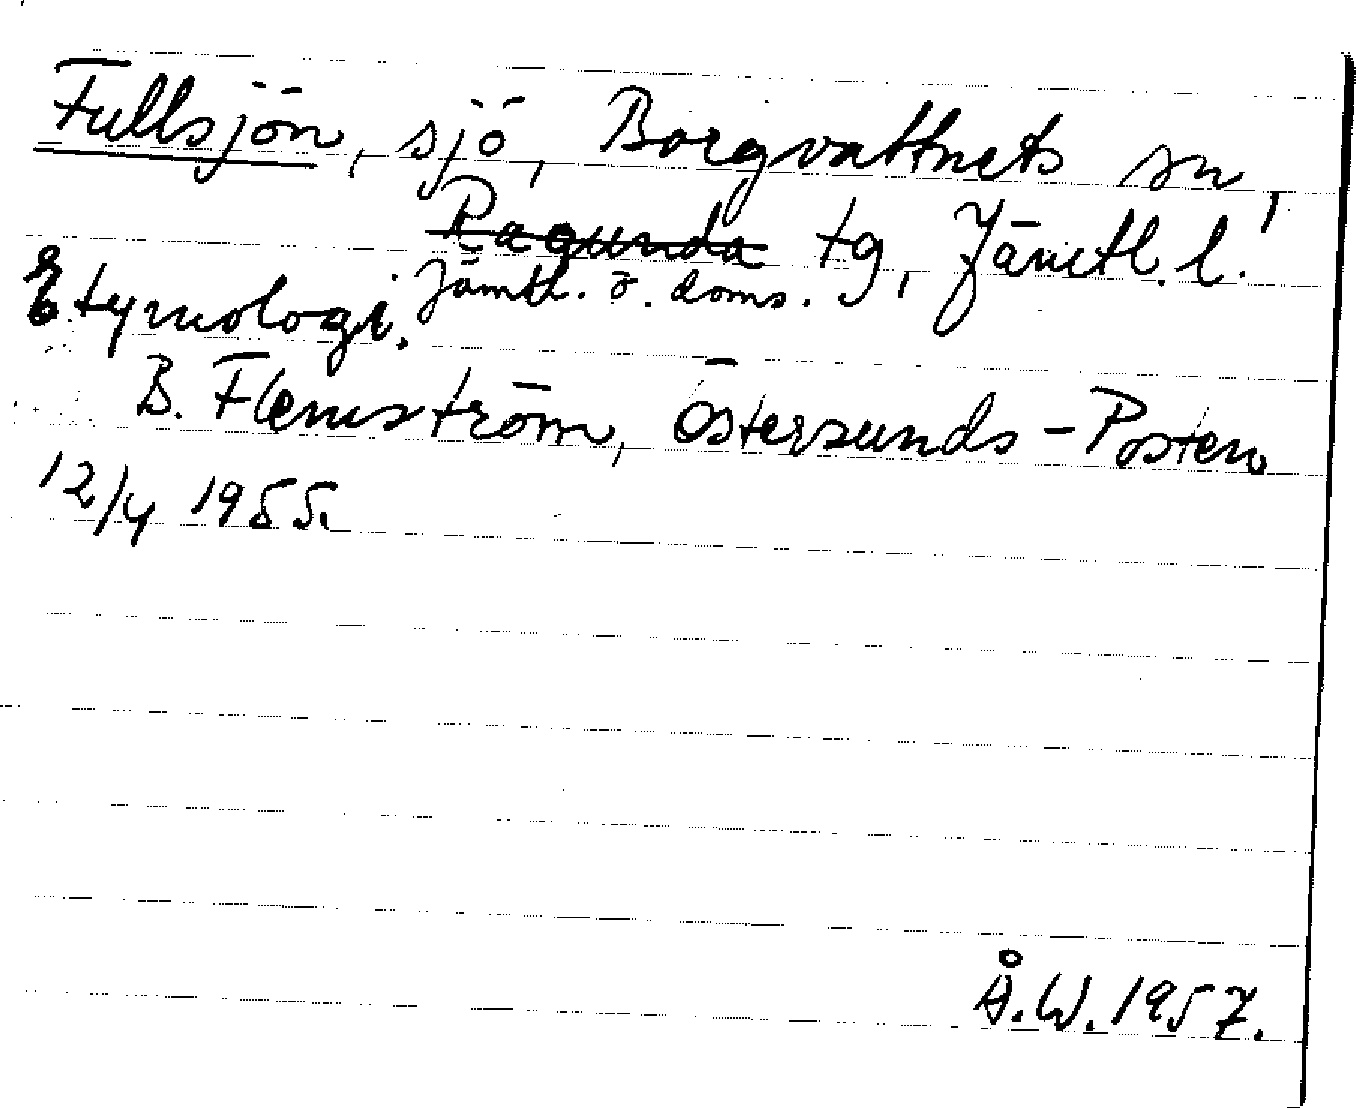 Fullsjön, sjö, Borgvattnets sn,
Ragunda tg, Jämtl. l.
Jämtl. ö. doms.
Etymologi.
B. Flemström, Östersunds-Posten
12/4 1955.
Å.W. 1957.